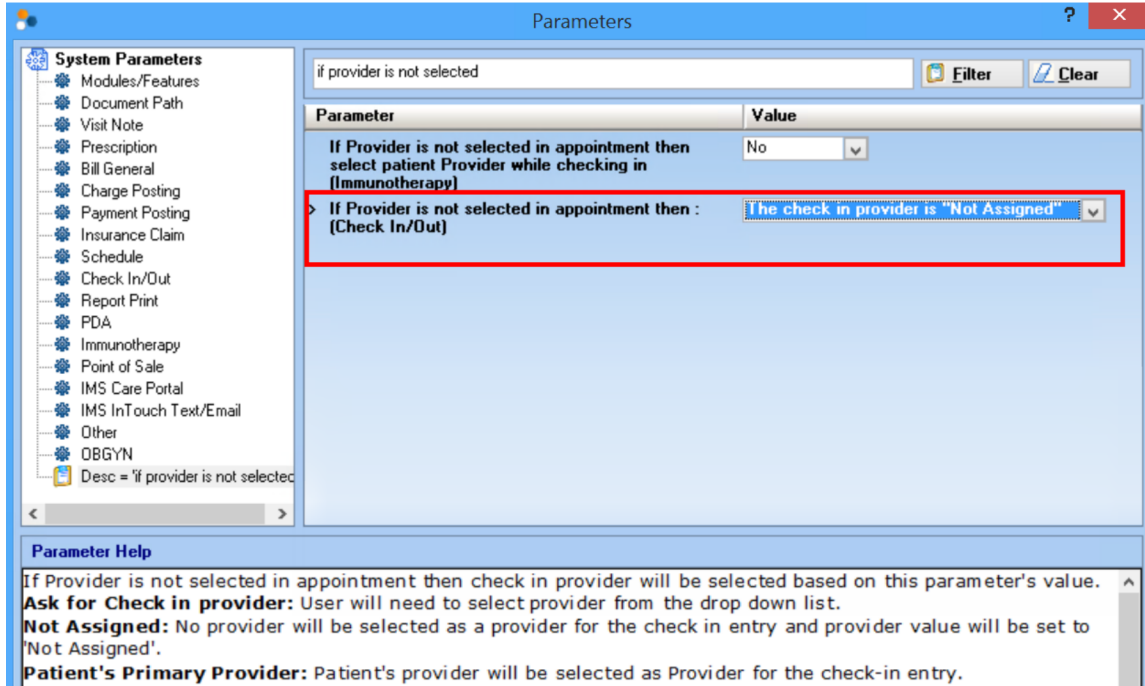 Parameters
?
System Parameters
Modules/Features
Document Path
Visit Note
Prescription
Bill General
Charge Posting
Payment Posting
Insurance Claim
Schedule
Check In/Out
Report Print
PDA
Immunotherapy
Point of Sale
IMS Care Portal
IMS InTouch Text/Email
Other
OBGYN
Desc = 'if provider is not selected
if provider is not selected
Filter
Clear
Parameter Value
If Provider is not selected in appointment then
select patient Provider while checking in
(Immunotherapy)
No
If Provider is not selected in appointment then :
(Check In/Out)
The check in provider is "Not Assigned"
Parameter Help
If Provider is not selected in appointment then check in provider will be selected based on this parameter's value.
Ask for Check in provider: User will need to select provider from the drop down list.
Not Assigned: No provider will be selected as a provider for the check in entry and provider value will be set to
'Not Assigned'.
Patient's Primary Provider: Patient's provider will be selected as Provider for the check-in entry.